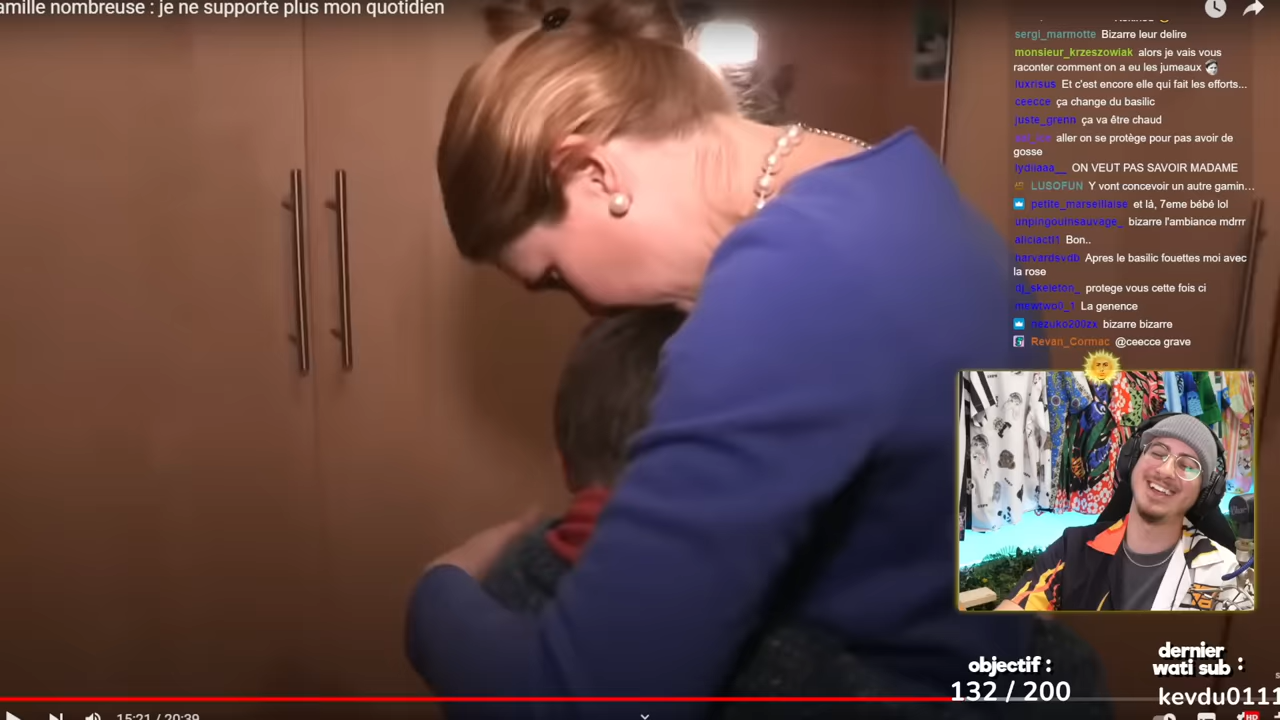 amille nombreuse : je ne supporte plus mon quotidien
sergi_marmotte Bizarre leur delire
monsieur_krzeszowiak alors je vais vous
raconter comment on a eu les jumeaux
luxrisus Et c'est encore elle qui fait les efforts...
ceecce ça change du basilic
juste_grenn ça va être chaud
aller on se protège pour pas avoir de
gosse
lydiiaaa__ ON VEUT PAS SAVOIR MADAME
LUSOFUN Y vont concevoir un autre gamin...
petite_marseillaise et là, 7eme bébé lol
unpingouinsauvage_ bizarre l'ambiance mdrrr
aliciactl1 Bon..
harvardsvdb Apres le basilic fouettes moi avec
la rose
dj_skeleton_ protege vous cette fois ci
mrwtwo0_1 La genence
nezuko200zx bizarre bizarre
Revan_Cormac @ceecce grave
objectif :
132 / 200
dernier
wati sub :
kevdu0111
15:21 / 20:39
HD